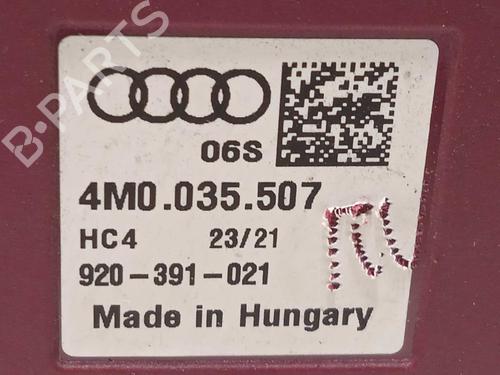 B-PARTS
06S
4M0.035.507
HC4 23/21
920-391-021
Made in Hungary